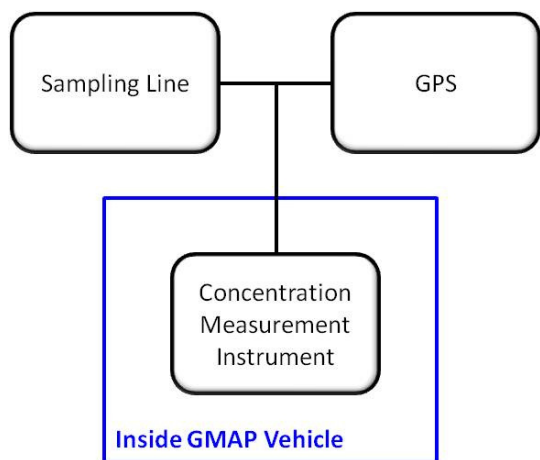 Sampling Line
GPS
Concentration
Measurement
Instrument
Inside GMAP Vehicle